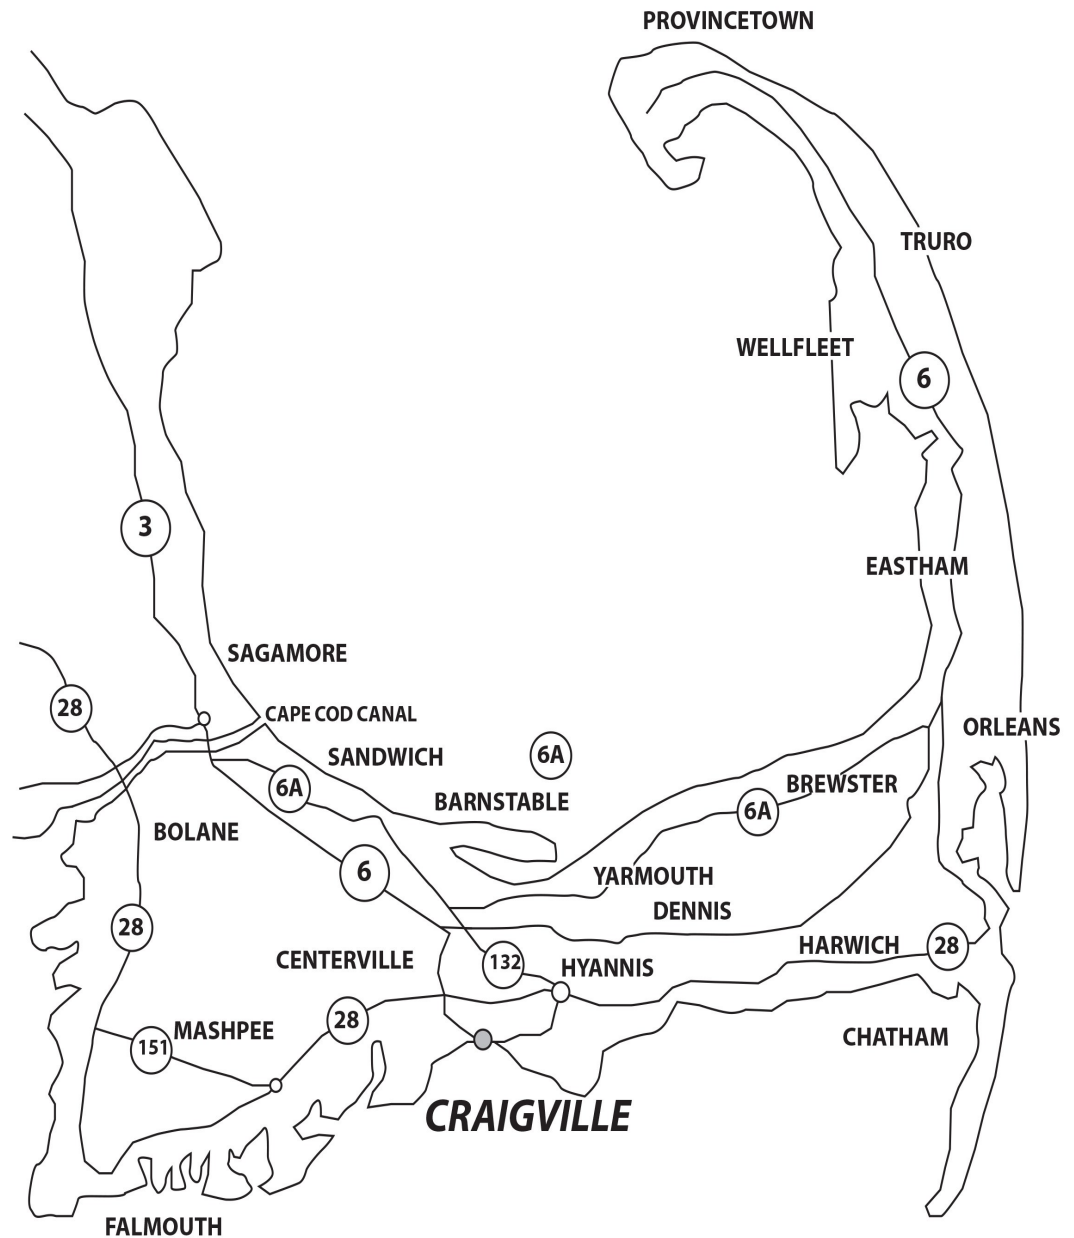 PROVINCETOWN
TRURO
WELLFLEET
6
3
EASTHAM
SAGAMORE
28
CAPE COD CANAL
ORLEANS
SANDWICH
6A
6A
BREWSTER
BARNSTABLE
6A
BOLANE
6
YARMOUTH
DENNIS
28
HARWICH
28
CENTERVILLE
132
HYANNIS
28
MASHPEE
151
CHATHAM
CRAIGVILLE
FALMOUTH